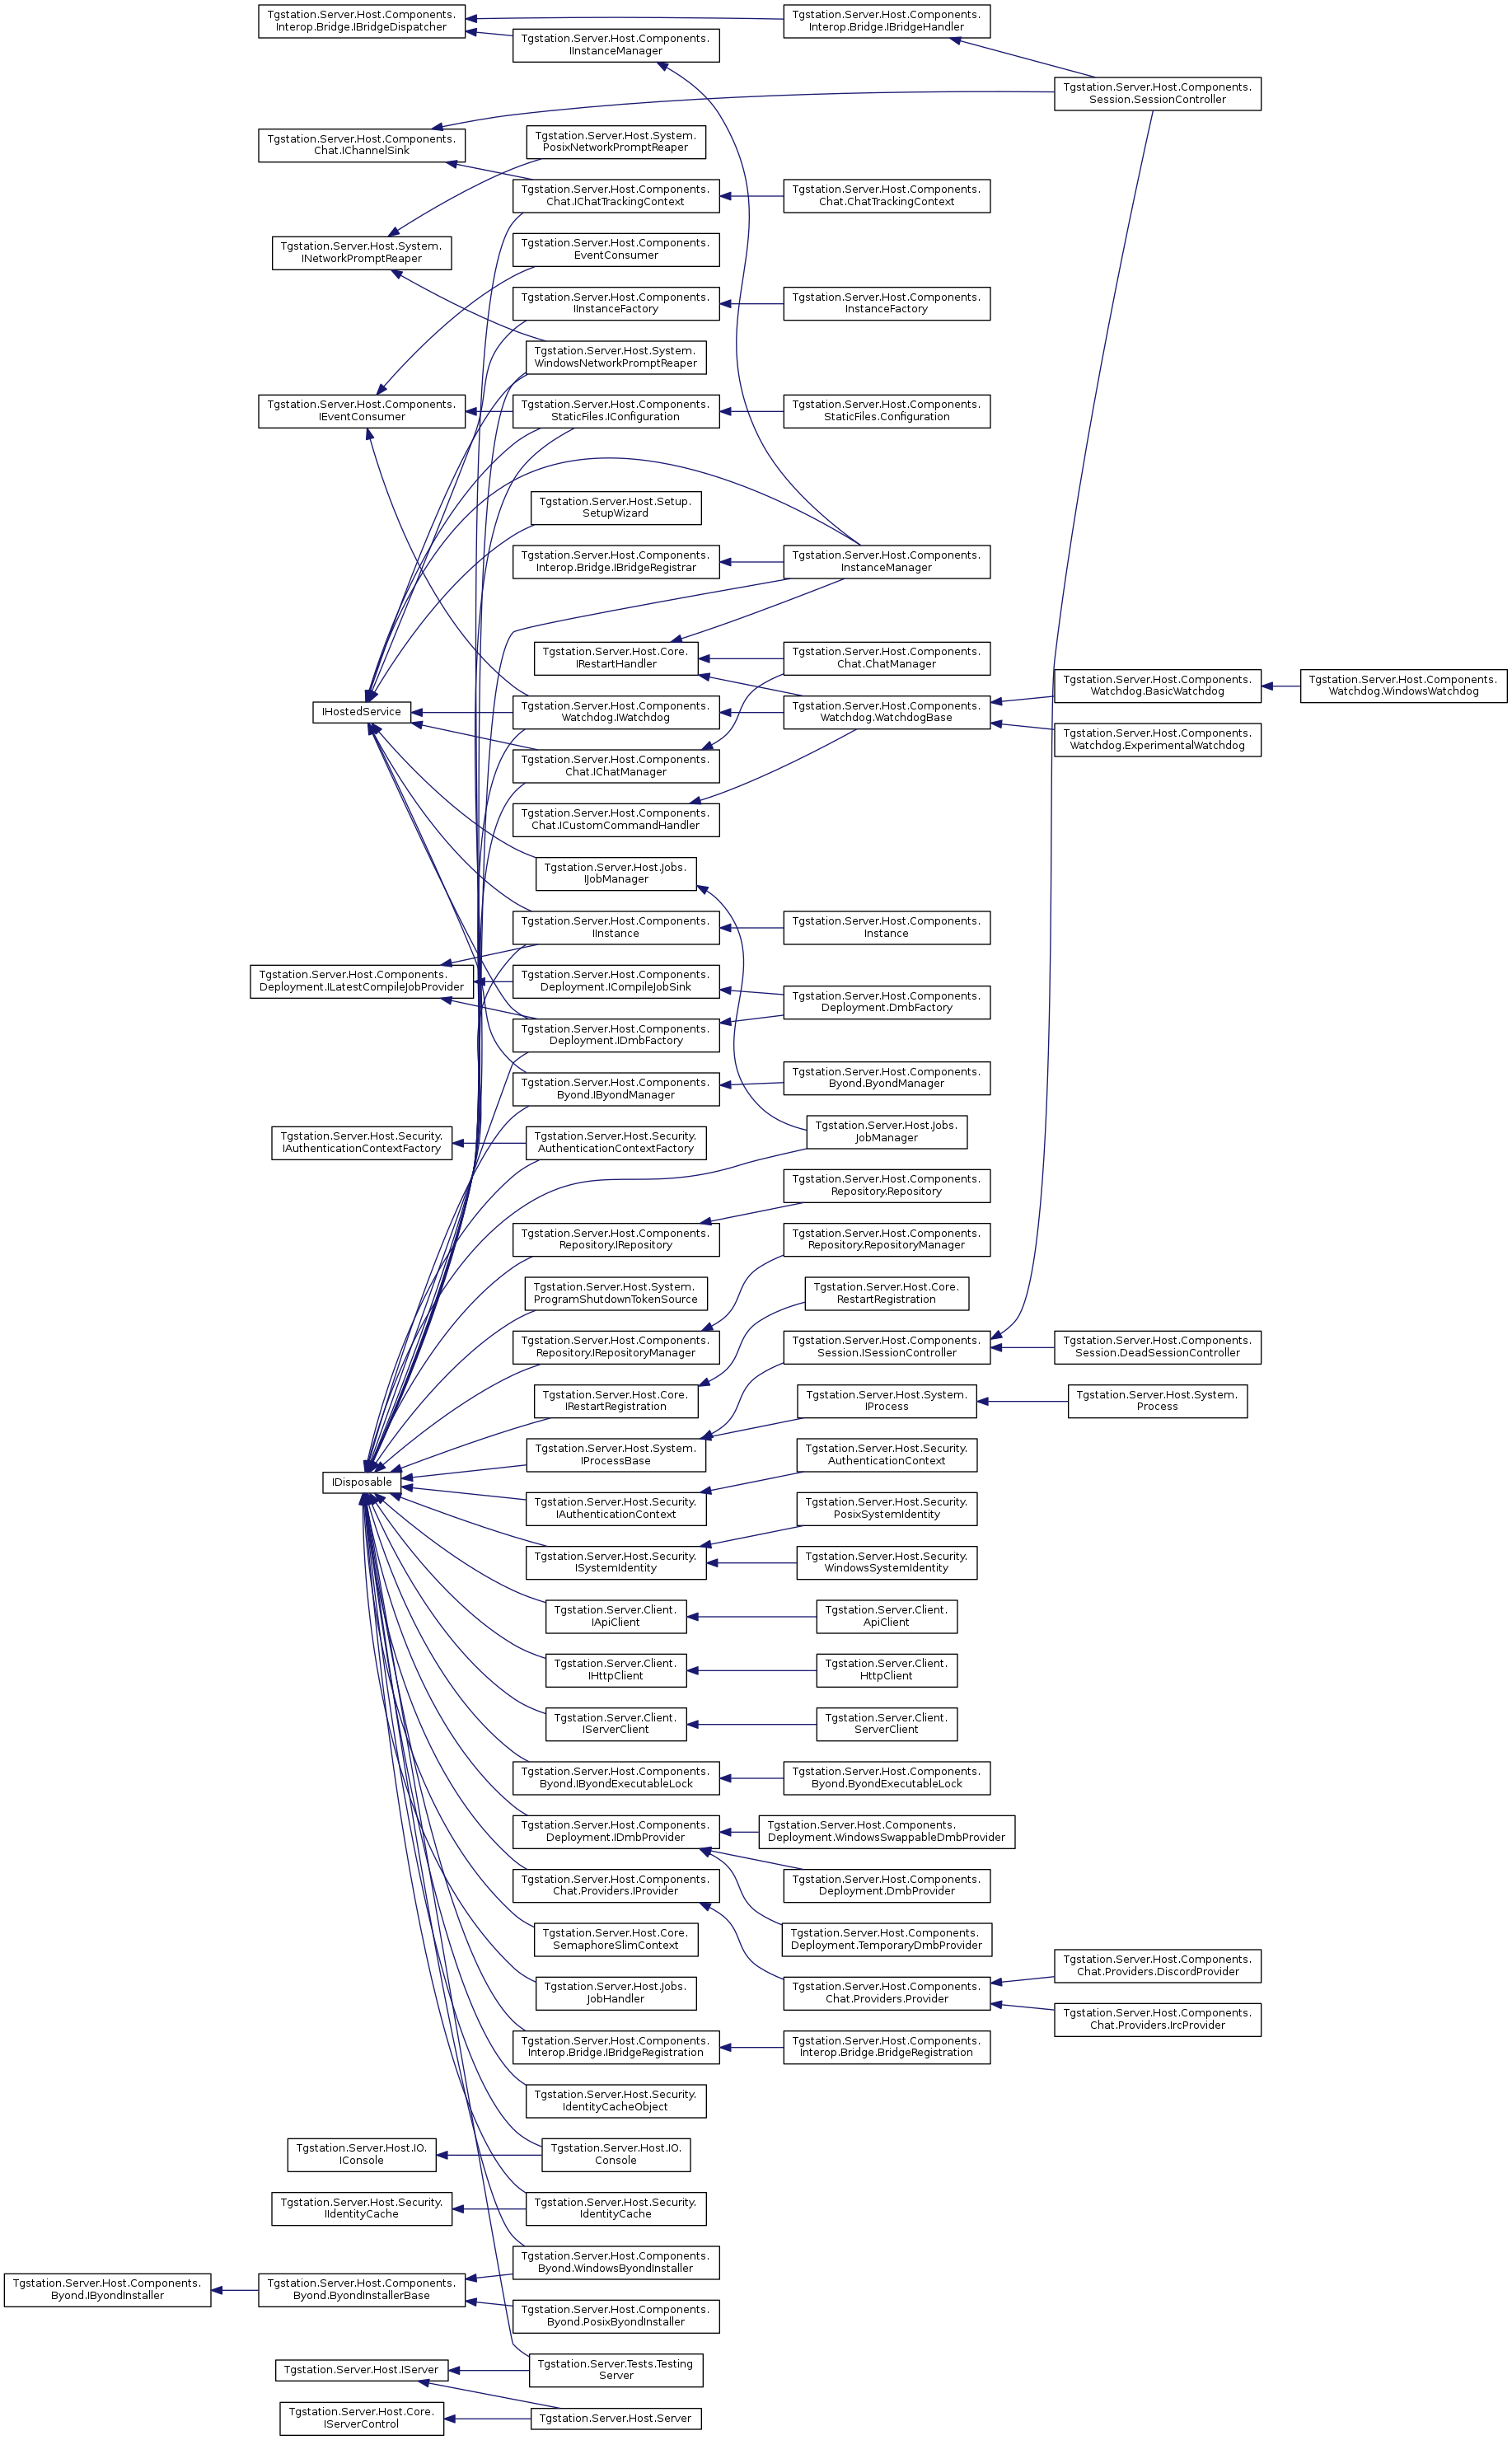 Tgstation.Server.Host.Components.
Interop.Bridge.IBridgeDispatcher
Tgstation.Server.Host.Components.
Interop.Bridge.IBridgeHandler
Tgstation.Server.Host.Components.
IInstanceManager
Tgstation.Server.Host.Components.
Session.SessionController
Tgstation.Server.Host.Components.
Chat.IChannelSink
Tgstation.Server.Host.System.
PosixNetworkPromptReaper
Tgstation.Server.Host.Components.
Chat.IChatTrackingContext
Tgstation.Server.Host.Components.
Chat.ChatTrackingContext
Tgstation.Server.Host.System.
INetworkPromptReaper
Tgstation.Server.Host.Components.
EventConsumer
Tgstation.Server.Host.Components.
IInstanceFactory
Tgstation.Server.Host.Components.
InstanceFactory
Tgstation.Server.Host.System.
WindowsNetworkPromptReaper
Tgstation.Server.Host.Components.
IEventConsumer
Tgstation.Server.Host.Components.
StaticFiles.IConfiguration
Tgstation.Server.Host.Components.
StaticFiles.Configuration
Tgstation.Server.Host.Setup.
SetupWizard
Tgstation.Server.Host.Components.
Interop.Bridge.IBridgeRegistrar
Tgstation.Server.Host.Components.
InstanceManager
Tgstation.Server.Host.Core.
IRestartHandler
Tgstation.Server.Host.Components.
Chat.ChatManager
Tgstation.Server.Host.Components.
Watchdog.BasicWatchdog
Tgstation.Server.Host.Components.
Watchdog.WindowsWatchdog
IHostedService
Tgstation.Server.Host.Components.
Watchdog.IWatchdog
Tgstation.Server.Host.Components.
Watchdog.WatchdogBase
Tgstation.Server.Host.Components.
Watchdog.ExperimentalWatchdog
Tgstation.Server.Host.Components.
Chat.IChatManager
Tgstation.Server.Host.Components.
Chat.ICustomCommandHandler
Tgstation.Server.Host.Jobs.
IJobManager
Tgstation.Server.Host.Components.
IInstance
Tgstation.Server.Host.Components.
Instance
Tgstation.Server.Host.Components.
Deployment.ILatestCompileJobProvider
Tgstation.Server.Host.Components.
Deployment.ICompileJobSink
Tgstation.Server.Host.Components.
Deployment.DmbFactory
Tgstation.Server.Host.Components.
Deployment.IDmbFactory
Tgstation.Server.Host.Components.
Byond.IByondManager
Tgstation.Server.Host.Components.
Byond.ByondManager
Tgstation.Server.Host.Security.
IAuthenticationContextFactory
Tgstation.Server.Host.Security.
AuthenticationContextFactory
Tgstation.Server.Host.Jobs.
JobManager
Tgstation.Server.Host.Components.
Repository.Repository
Tgstation.Server.Host.Components.
Repository.IRepository
Tgstation.Server.Host.Components.
Repository.RepositoryManager
Tgstation.Server.Host.System.
ProgramShutdownTokenSource
Tgstation.Server.Host.Core.
RestartRegistration
Tgstation.Server.Host.Components.
Repository.IRepositoryManager
Tgstation.Server.Host.Components.
Session.ISessionController
Tgstation.Server.Host.Components.
Session.DeadSessionController
Tgstation.Server.Host.Core.
IRestartRegistration
Tgstation.Server.Host.System.
IProcess
Tgstation.Server.Host.System.
Process
Tgstation.Server.Host.System.
IProcessBase
Tgstation.Server.Host.Security.
AuthenticationContext
IDisposable
Tgstation.Server.Host.Security.
IAuthenticationContext
Tgstation.Server.Host.Security.
PosixSystemIdentity
Tgstation.Server.Host.Security.
ISystemIdentity
Tgstation.Server.Host.Security.
WindowsSystemIdentity
Tgstation.Server.Client.
IApiClient
Tgstation.Server.Client.
ApiClient
Tgstation.Server.Client.
IHttpClient
Tgstation.Server.Client.
HttpClient
Tgstation.Server.Client.
IServerClient
Tgstation.Server.Client.
ServerClient
Tgstation.Server.Host.Components.
Byond.IByondExecutableLock
Tgstation.Server.Host.Components.
Byond.ByondExecutableLock
Tgstation.Server.Host.Components.
Deployment.IDmbProvider
Tgstation.Server.Host.Components.
Deployment.WindowsSwappableDmbProvider
Tgstation.Server.Host.Components.
Chat.Providers.IProvider
Tgstation.Server.Host.Components.
Deployment.DmbProvider
Tgstation.Server.Host.Core.
SemaphoreSlimContext
Tgstation.Server.Host.Components.
Deployment.TemporaryDmbProvider
Tgstation.Server.Host.Jobs.
JobHandler
Tgstation.Server.Host.Components.
Chat.Providers.Provider
Tgstation.Server.Host.Components.
Chat.Providers.DiscordProvider
Tgstation.Server.Host.Components.
Chat.Providers.IrcProvider
Tgstation.Server.Host.Components.
Interop.Bridge.IBridgeRegistration
Tgstation.Server.Host.Components.
Interop.Bridge.BridgeRegistration
Tgstation.Server.Host.Security.
IdentityCacheObject
Tgstation.Server.Host.IO.
IConsole
Tgstation.Server.Host.IO.
Console
Tgstation.Server.Host.Security.
IIdentityCache
Tgstation.Server.Host.Security.
IdentityCache
Tgstation.Server.Host.Components.
Byond.WindowsByondInstaller
Tgstation.Server.Host.Components.
Byond.IByondInstaller
Tgstation.Server.Host.Components.
Byond.ByondInstallerBase
Tgstation.Server.Host.Components.
Byond.PosixByondInstaller
Tgstation.Server.Host.IServer
Tgstation.Server.Tests.Testing
Server
Tgstation.Server.Host.Core.
IServerControl
Tgstation.Server.Host.Server